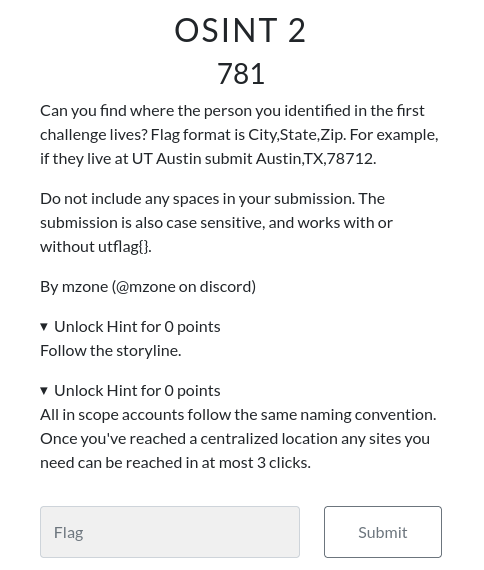 OSINT 2
781
Can you find where the person you identified in the first
challenge lives? Flag format is City,State,Zip. For example,
if they live at UT Austin submit Austin,TX,78712.
Do not include any spaces in your submission. The
submission is also case sensitive, and works with or
without utflag{}.
By mzone (@mzone on discord)
▾ Unlock Hint for 0 points
Follow the storyline.
▾ Unlock Hint for 0 points
All in scope accounts follow the same naming convention.
Once you've reached a centralized location any sites you
need can be reached in at most 3 clicks.
Flag
Submit